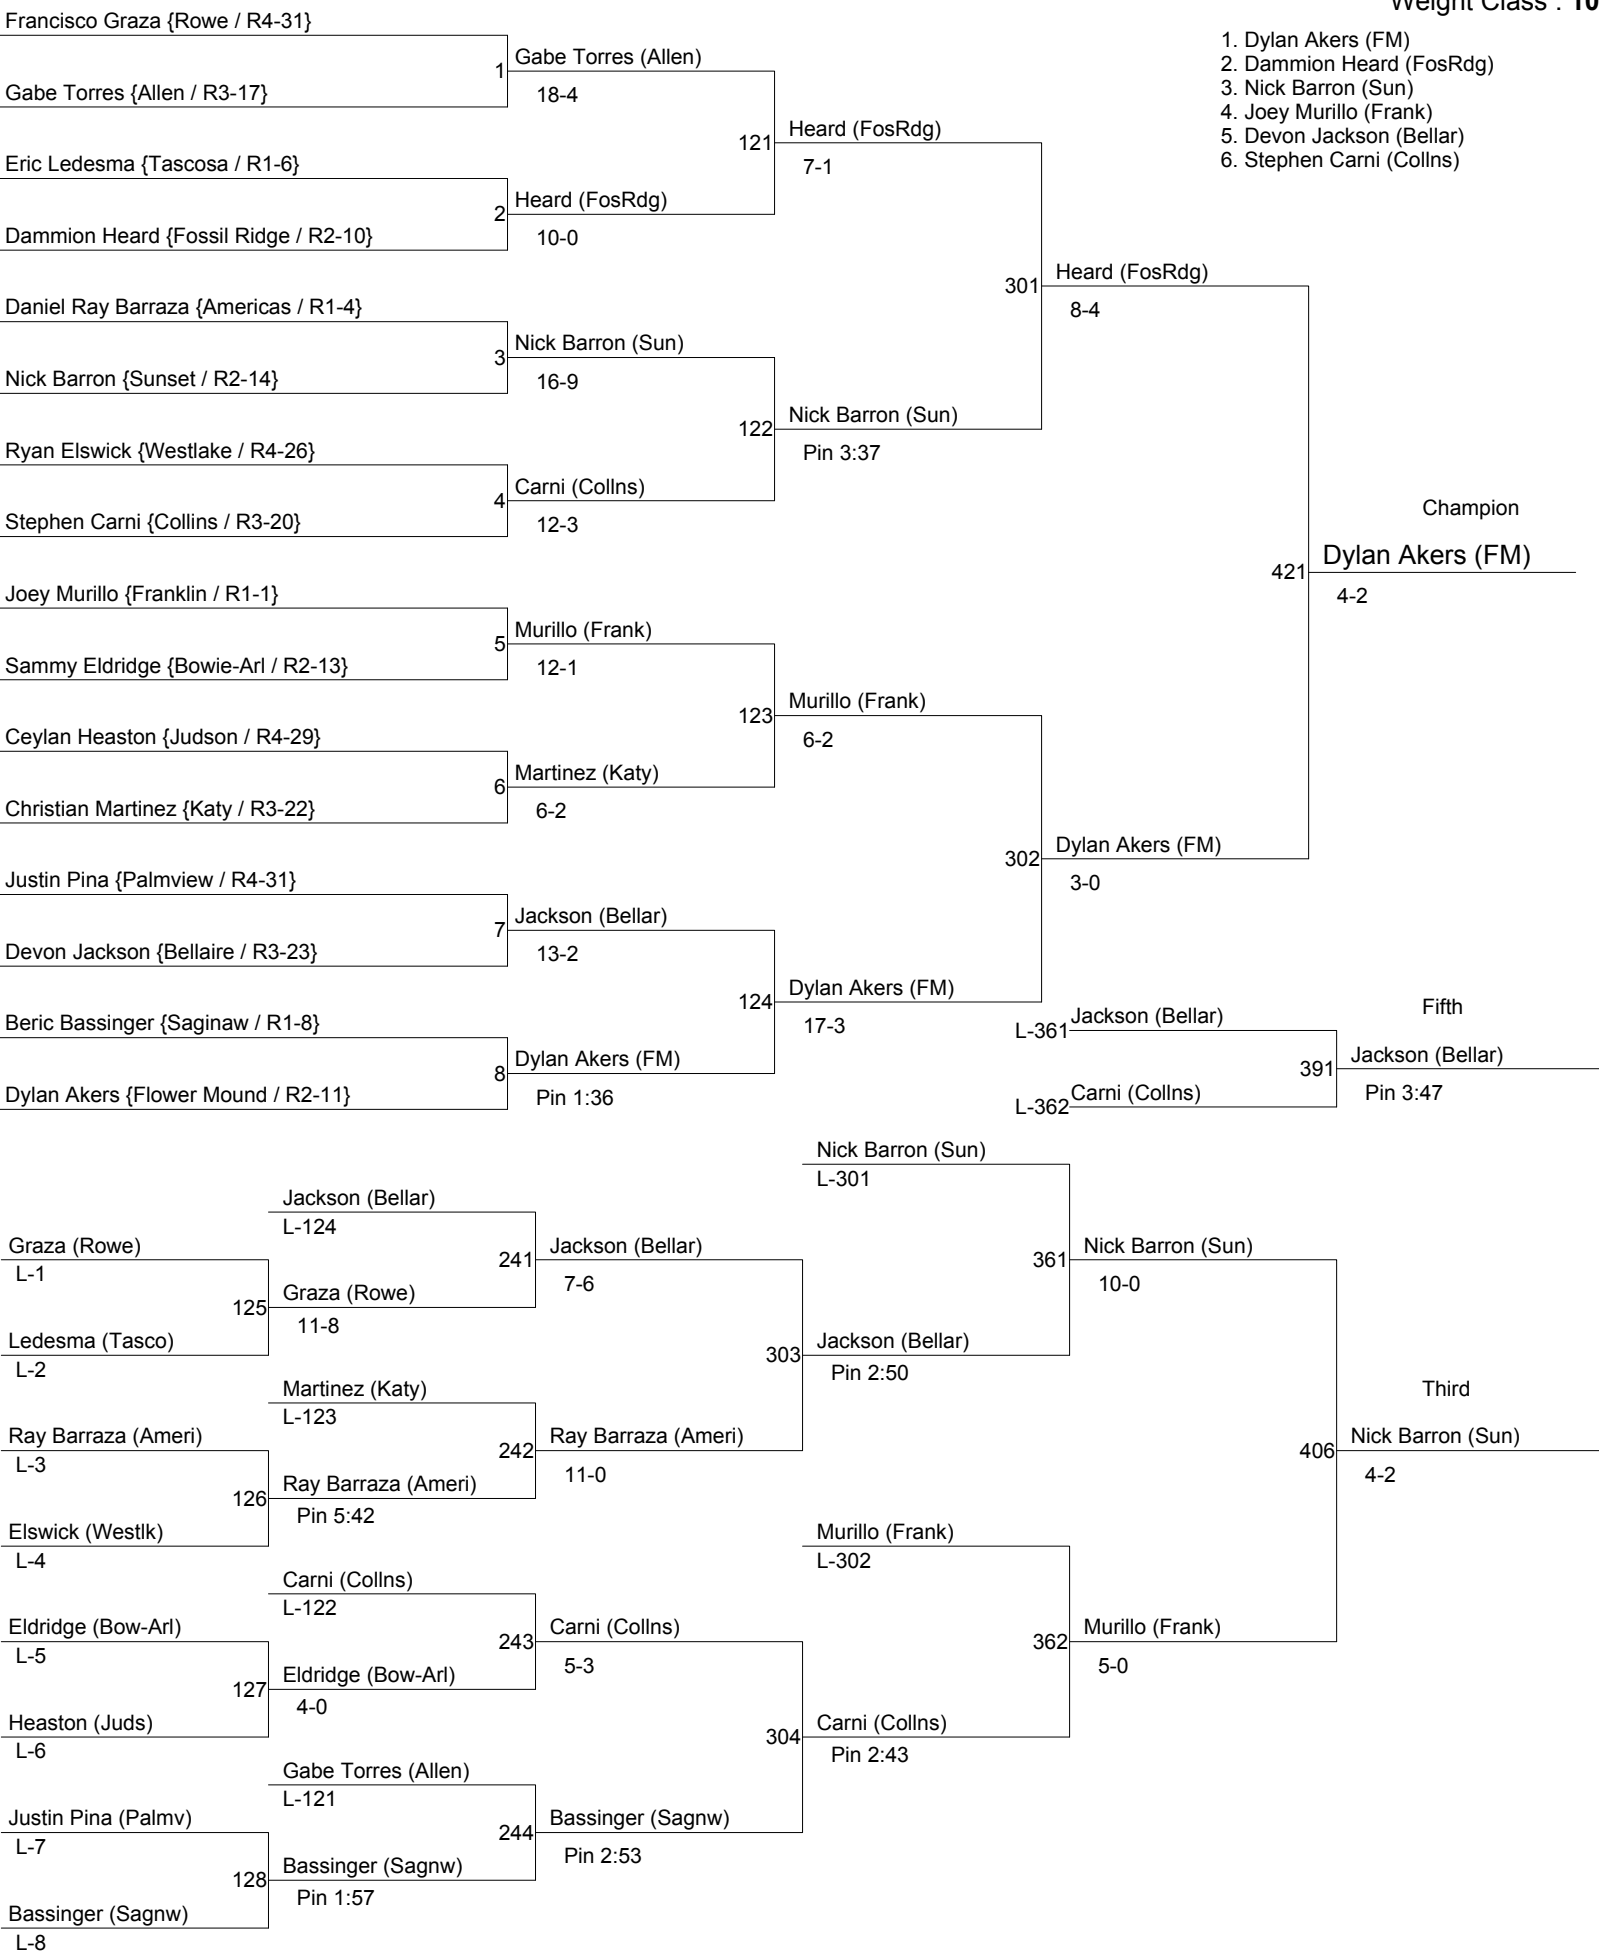 Weight Class : 10
1. Dylan Akers (FM)
2. Dammion Heard (FosRdg)
3. Nick Barron (Sun)
4. Joey Murillo (Frank)
5. Devon Jackson (Bellar)
6. Stephen Carni (Collns)
Francisco Graza {Rowe / R4-31}
1
Gabe Torres {Allen / R3-17}
Eric Ledesma {Tascosa / R1-6}
2
Dammion Heard {Fossil Ridge / R2-10}
Daniel Ray Barraza {Americas / R1-4}
3
Nick Barron {Sunset / R2-14}
Ryan Elswick {Westlake / R4-26}
4
Stephen Carni {Collins / R3-20}
Joey Murillo {Franklin / R1-1}
5
Sammy Eldridge {Bowie-Arl / R2-13}
Ceylan Heaston {Judson / R4-29}
6
Christian Martinez {Katy / R3-22}
Justin Pina {Palmview / R4-31}
7
Devon Jackson {Bellaire / R3-23}
Beric Bassinger {Saginaw / R1-8}
8
Dylan Akers {Flower Mound / R2-11}
Gabe Torres (Allen)
18-4
121
Heard (FosRdg)
10-0
Nick Barron (Sun)
16-9
122
Carni (Collns)
12-3
Murillo (Frank)
12-1
123
Martinez (Katy)
6-2
Jackson (Bellar)
13-2
124
Dylan Akers (FM)
Pin 1:36
Heard (FosRdg)
7-1
301
Nick Barron (Sun)
Pin 3:37
Murillo (Frank)
6-2
302
Dylan Akers (FM)
17-3
Heard (FosRdg)
8-4
421
Dylan Akers (FM)
3-0
Champion
Dylan Akers (FM)
4-2
L-361
Jackson (Bellar)
391
L-362
Carni (Collns)
Fifth
Jackson (Bellar)
Pin 3:47
Graza (Rowe)
L-1
125
Ledesma (Tasco)
L-2
Ray Barraza (Ameri)
L-3
126
Elswick (Westlk)
L-4
Eldridge (Bow-Arl)
L-5
127
Heaston (Juds)
L-6
Justin Pina (Palmv)
L-7
128
Bassinger (Sagnw)
L-8
Jackson (Bellar)
L-124
241
Graza (Rowe)
11-8
Martinez (Katy)
L-123
242
Ray Barraza (Ameri)
Pin 5:42
Carni (Collns)
L-122
243
Eldridge (Bow-Arl)
4-0
Gabe Torres (Allen)
L-121
244
Bassinger (Sagnw)
Pin 1:57
Jackson (Bellar)
7-6
303
Ray Barraza (Ameri)
11-0
Carni (Collns)
5-3
304
Bassinger (Sagnw)
Pin 2:53
Nick Barron (Sun)
L-301
361
Jackson (Bellar)
Pin 2:50
Murillo (Frank)
L-302
362
Carni (Collns)
Pin 2:43
Nick Barron (Sun)
10-0
406
Murillo (Frank)
5-0
Third
Nick Barron (Sun)
4-2